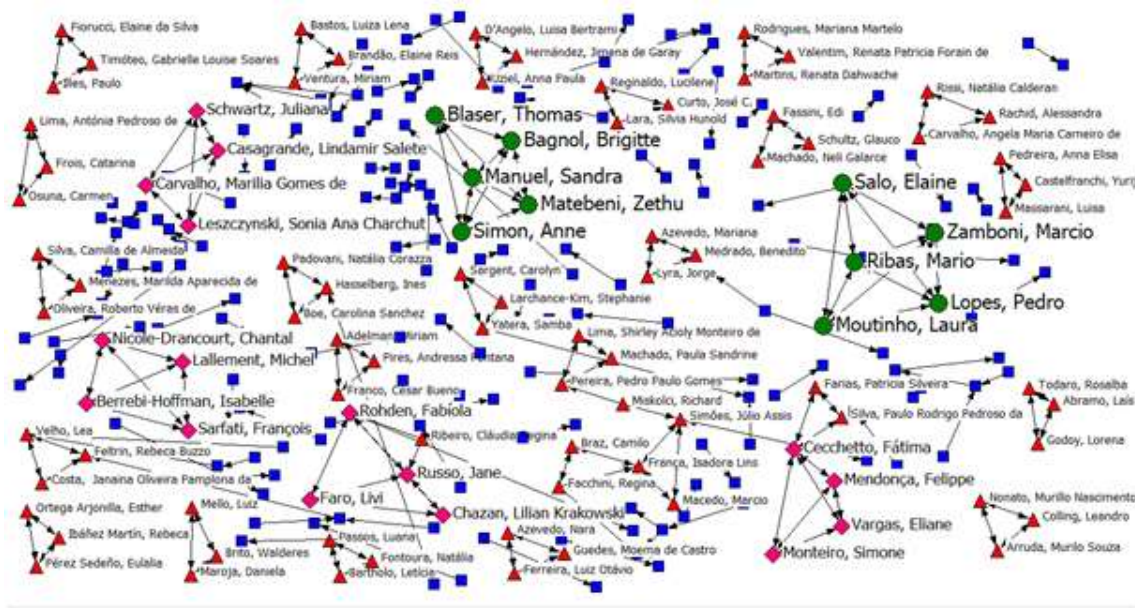 Fiorucci, Elaine da Silva
Timóteo, Gabrielle Louise Soares
Iles, Paulo
Bastos, Luiza Lena
Brandão, Elaine Reis
Ventura, Miriam
D'Angelo, Luisa Bertrami
Hernández, Jimena de Garay
Uziel, Anna Paula
Reginaldo, Lucilene
Curto, José C.
Lara, Silvia Hunold
Rodrigues, Mariana Martelo
Valentim, Renata Patricia Forain de
Martins, Renata Dahwache
Fassini, Edi
Schultz, Glauco
Machado, Neli Galarce
Rissi, Natália Calderan
Rachid, Alessandra
Carvalho, Angela Maria Carneiro de
Pedreira, Anna Elisa
Castelfranchi, Yurij
Massarani, Luisa
Lima, Antónia Pedroso de
Frois, Catarina
Osuna, Carmen
Schwartz, Juliana
Casagrande, Lindamir Salete
Carvalho, Marilia Gomes de
Leszczynski, Sonia Ana Charchut
Blaser, Thomas
Bagnol, Brigitte
Manuel, Sandra
Matebeni, Zethu
Simon, Anne
Salo, Elaine
Zamboni, Marcio
Ribas, Mario
Lopes, Pedro
Moutinho, Laura
Azevedo, Mariana
Medrado, Benedito
Lyra, Jorge
Silva, Camilla de Almeida
Menezes, Marilda Aparecida de
Oliveira, Roberto Véras de
Padovani, Natália Corazza
Hasselberg, Ines
Boe, Carolina Sanchez
Sargent, Carolyn
Larchance-Kim, Stephanie
Yatera, Samba
Nicole-Drancourt, Chantal
Lallement, Michel
Berrebi-Hoffman, Isabelle
Sarfati, François
Adelman, Miriam
Pires, Andressa Fontana
Franco, Cesar Bueno
Lima, Shirley Acioly Monteiro de
Machado, Paula Sandrine
Pereira, Pedro Paulo Gomes
Miskolci, Richard
Simões, Júlio Assis
Braz, Camilo
França, Isadora Lins
Facchini, Regina
Macedo, Marcio
Farias, Patricia Silveira
Silva, Paulo Rodrigo Pedroso da
Cecchetto, Fátima
Mendonça, Felippe
Vargas, Eliane
Monteiro, Simone
Todaro, Rosalba
Abramo, Laís
Godoy, Lorena
Velho, Lea
Feltrin, Rebeca Buzzo
Costa, Janaina Oliveira Pamplona da
Rohden, Fabíola
Ribeiro, Cláudia Regina
Russo, Jane
Faro, Livi
Chazan, Lilian Krakowski
Ortega Arjonilla, Esther
Ibáñez Martín, Rebeca
Pérez Sedeño, Eulalia
Mello, Luiz
Brito, Walderes
Maroja, Daniela
Passos, Luana
Fontoura, Natália
Bartholo, Letícia
Azevedo, Nara
Guedes, Moema de Castro
Ferreira, Luiz Otávio
Nonato, Murillo Nascimento
Colling, Leandro
Arruda, Murilo Souza